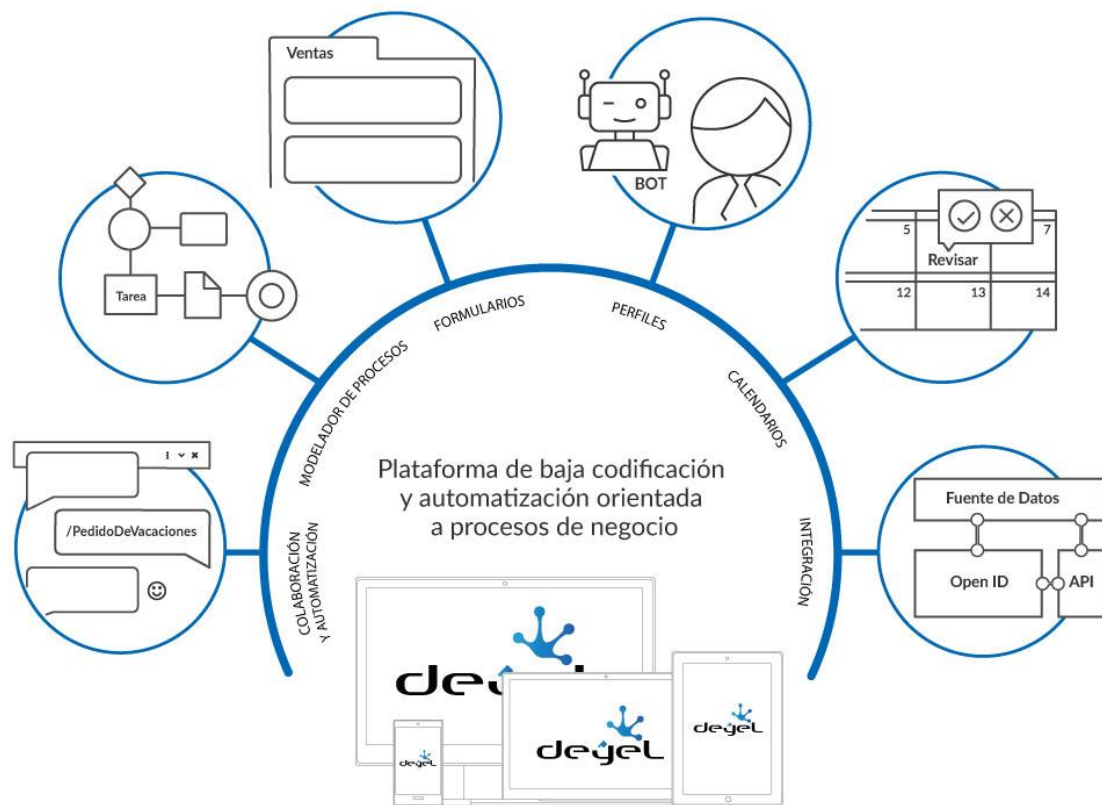 Ventas
BOT
5
7
Revisar
12
13
14
Tarea
FORMULARIOS
PERFILES
MODELADOR DE PROCESOS
CALENDARIOS
/PedidoDeVacaciones
COLABORACIÓN
Y AUTOMATIZACIÓN
Plataforma de baja codificación
y automatización orientada
a procesos de negocio
INTEGRACIÓN
Fuente de Datos
Open ID
API
deyel
deyel
deyel
deyel